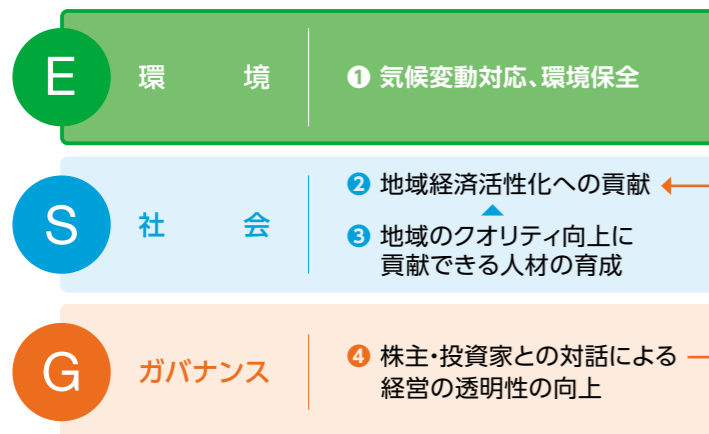 E
環境
❶ 気候変動対応、環境保全
S
社会
❷ 地域経済活性化への貢献
❸ 地域のクオリティ向上に
貢献できる人材の育成
G
ガバナンス
❹ 株主・投資家との対話による
経営の透明性の向上